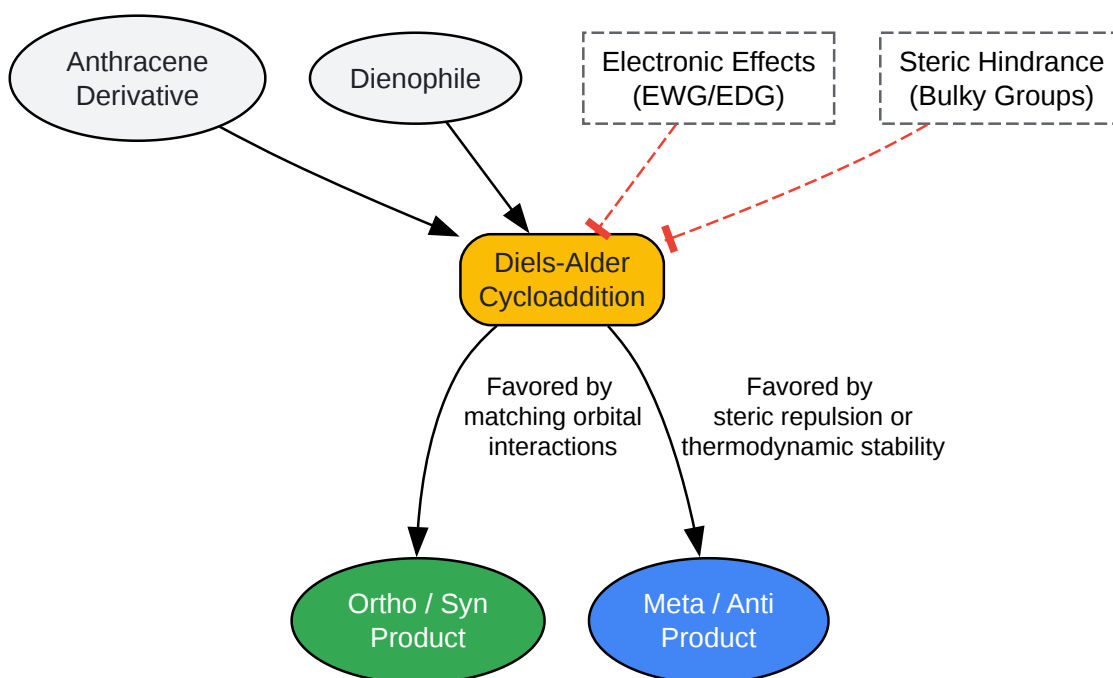 Anthracene
Derivative
Dienophile
Electronic Effects
(EWG/EDG)
Steric Hindrance
(Bulky Groups)
Diels-Alder
Cycloaddition
Favored by
matching orbital
interactions
Favored by
steric repulsion or
thermodynamic stability
Ortho / Syn
Product
Meta / Anti
Product